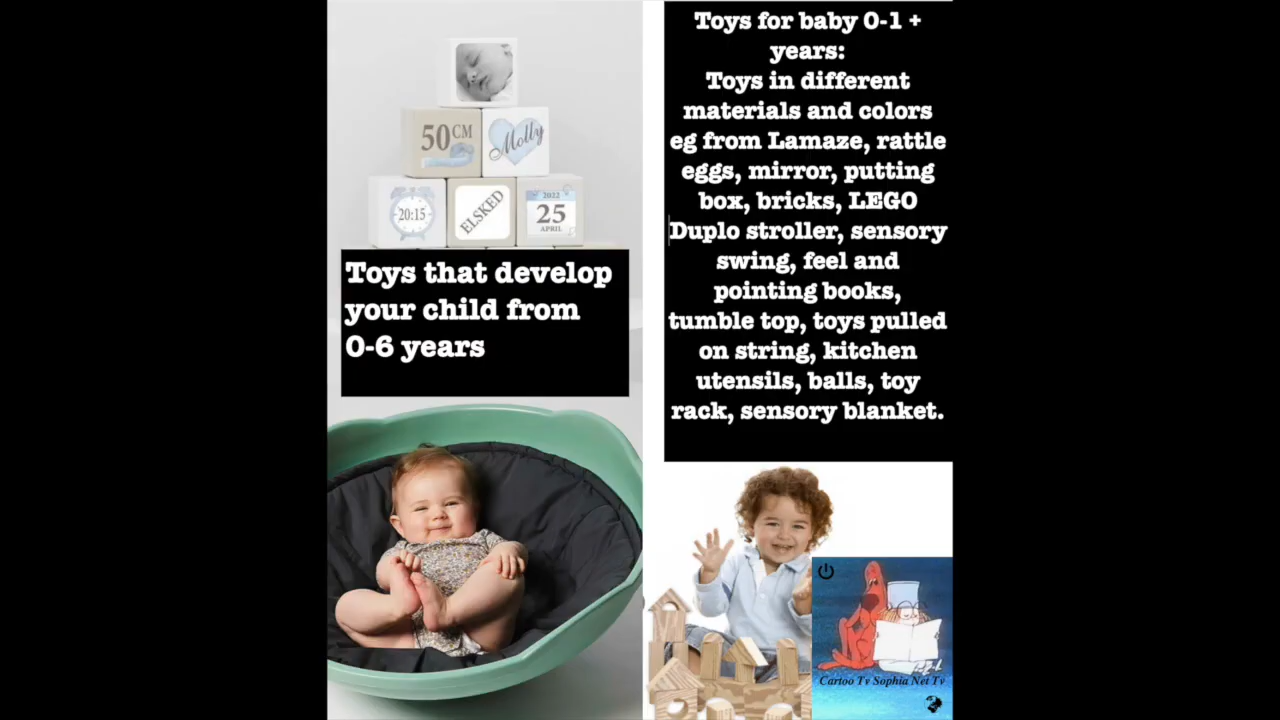 50CM
Molly
20:15
ELSKED
2022
25
APRIL
Toys that develop
your child from
0-6 years
Toys for baby 0-1 +
years:
Toys in different
materials and colors
eg from Lamaze, rattle
eggs, mirror, putting
box, bricks, LEGO
Duplo stroller, sensory
swing, feel and
pointing books,
tumble top, toys pulled
on string, kitchen
utensils, balls, toy
rack, sensory blanket.
Cartoo Tv Sophia Net Tv